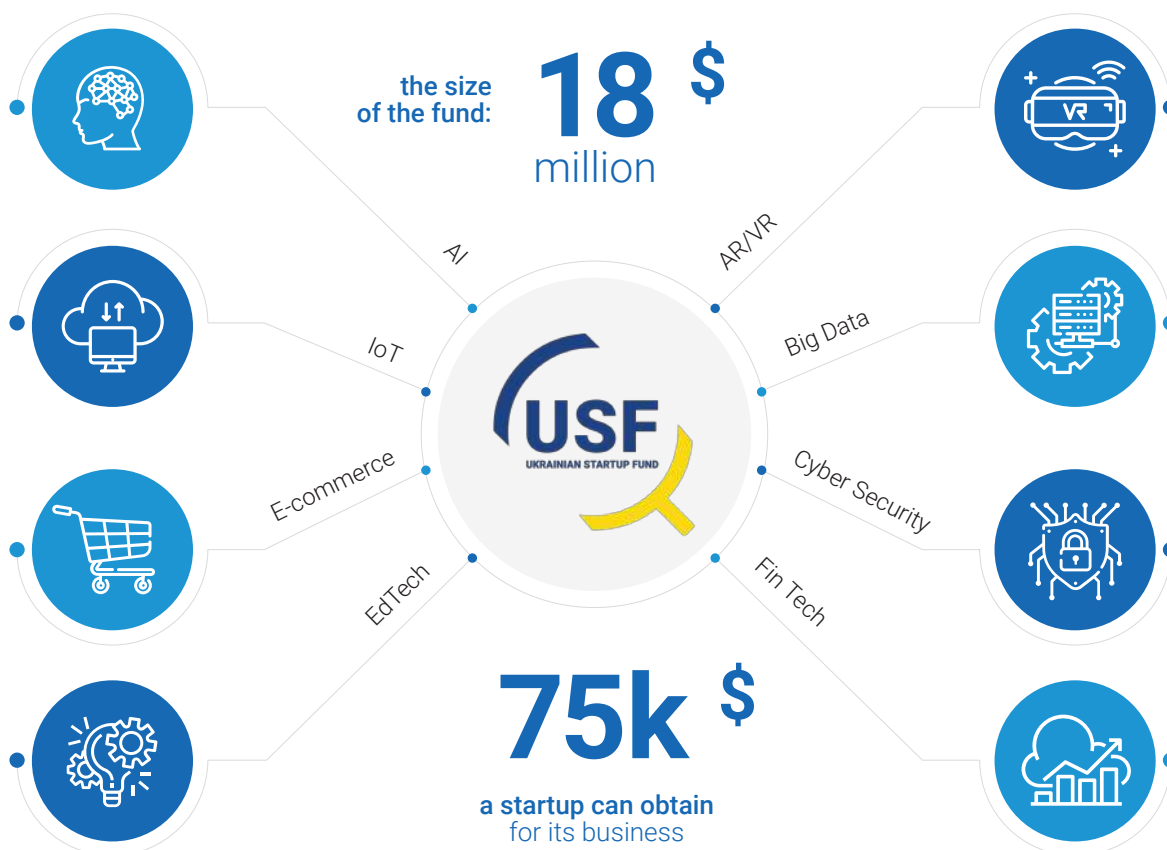 the size
of the fund:
18 $
million
VR
AI
AR/VR
IoT
Big Data
USF
UKRAINIAN STARTUP FUND
E-commerce
Cyber Security
EdTech
Fin Tech
75k $
a startup can obtain
for its business